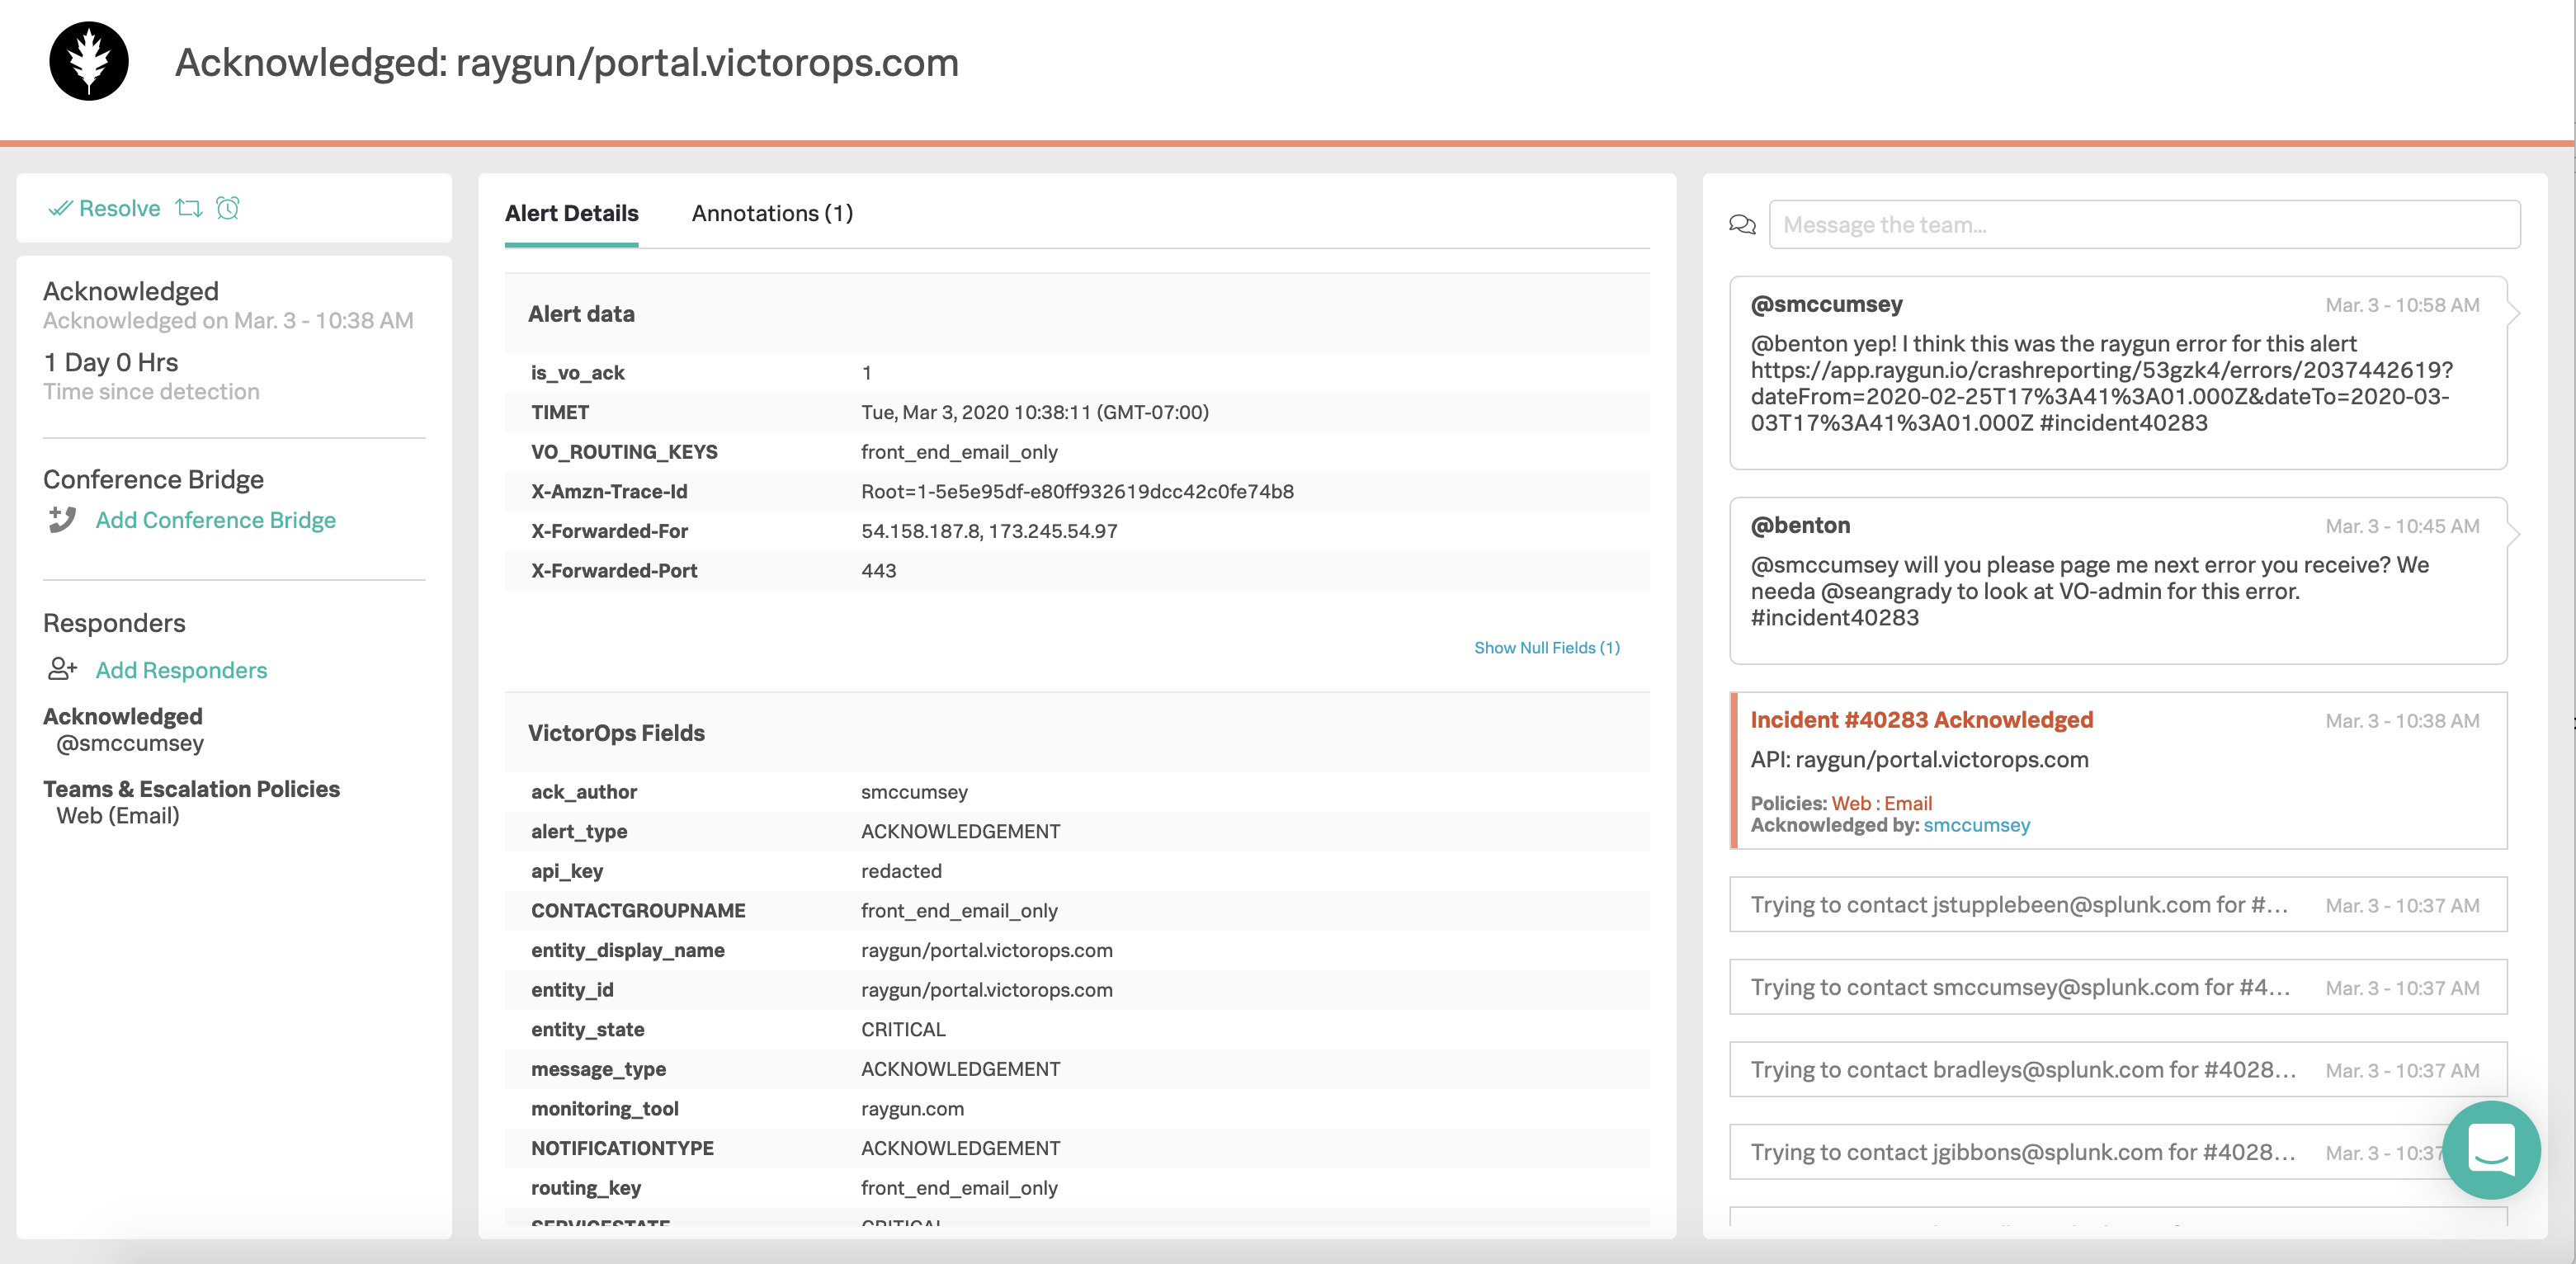 Acknowledged: raygun/portal.victorops.com
Resolve
Acknowledged
Acknowledged on Mar. 3 - 10:38 AM
1 Day 0 Hrs
Time since detection
Conference Bridge
Add Conference Bridge
Responders
Add Responders
Acknowledged
@smccumsey
Teams & Escalation Policies
Web (Email)
Alert Details Annotations (1)
Alert data
is_vo_ack 1
TIMET Tue, Mar 3, 2020 10:38:11 (GMT-07:00)
VO_ROUTING_KEYS front_end_email_only
X-Amzn-Trace-Id Root=1-5e5e95df-e80ff932619dcc42c0fe74b8
X-Forwarded-For 54.158.187.8, 173.245.54.97
X-Forwarded-Port 443
Show Null Fields (1)
VictorOps Fields
ack_author smccumsey
alert_type ACKNOWLEDGEMENT
api_key redacted
CONTACTGROUPNAME front_end_email_only
entity_display_name raygun/portal.victorops.com
entity_id raygun/portal.victorops.com
entity_state CRITICAL
message_type ACKNOWLEDGEMENT
monitoring_tool raygun.com
NOTIFICATIONTYPE ACKNOWLEDGEMENT
routing_key front_end_email_only
SERVICESTATE CRITICAL
Message the team...
@smccumsey Mar. 3 - 10:58 AM
@benton yep! I think this was the raygun error for this alert
https://app.raygun.io/crashreporting/53gzk4/errors/2037442619?
dateFrom=2020-02-25T17%3A41%3A01.000Z&dateTo=2020-03-
03T17%3A41%3A01.000Z #incident40283
@benton Mar. 3 - 10:45 AM
@smccumsey will you please page me next error you receive? We
needa @seangrady to look at VO-admin for this error.
#incident40283
Incident #40283 Acknowledged Mar. 3 - 10:38 AM
API: raygun/portal.victorops.com
Policies: Web : Email
Acknowledged by: smccumsey
Trying to contact jstupplebeen@splunk.com for #... Mar. 3 - 10:37 AM
Trying to contact smccumsey@splunk.com for #4... Mar. 3 - 10:37 AM
Trying to contact bradleys@splunk.com for #4028... Mar. 3 - 10:37 AM
Trying to contact jgibbons@splunk.com for #4028... Mar. 3 - 10:37